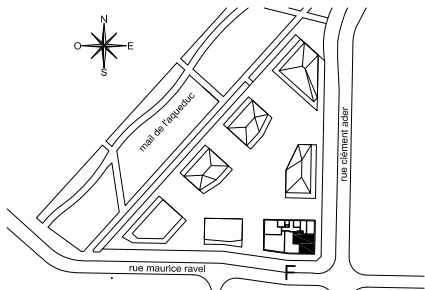 N
O E
S
mail de l'aqueduc
rue clément ader
rue maurice ravel
F